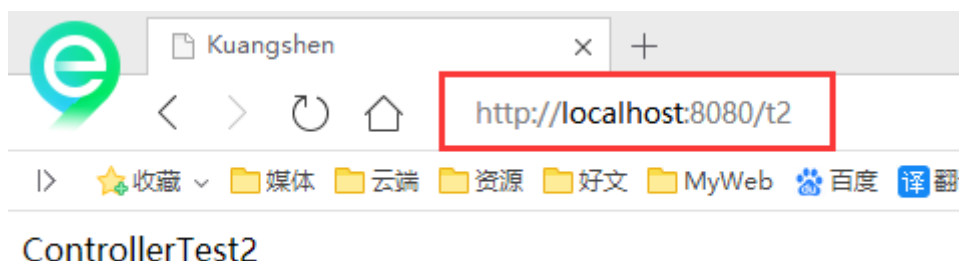 Kuangshen
http://localhost:8080/t2
收藏 媒体 云端 资源 好文 MyWeb 百度 译
ControllerTest2